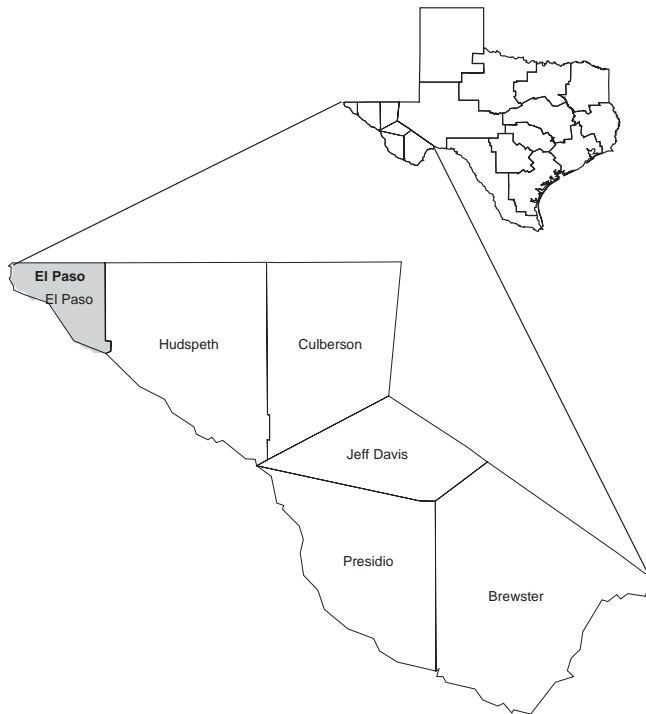 El Paso
El Paso
Hudspeth
Culberson
Jeff Davis
Presidio
Brewster